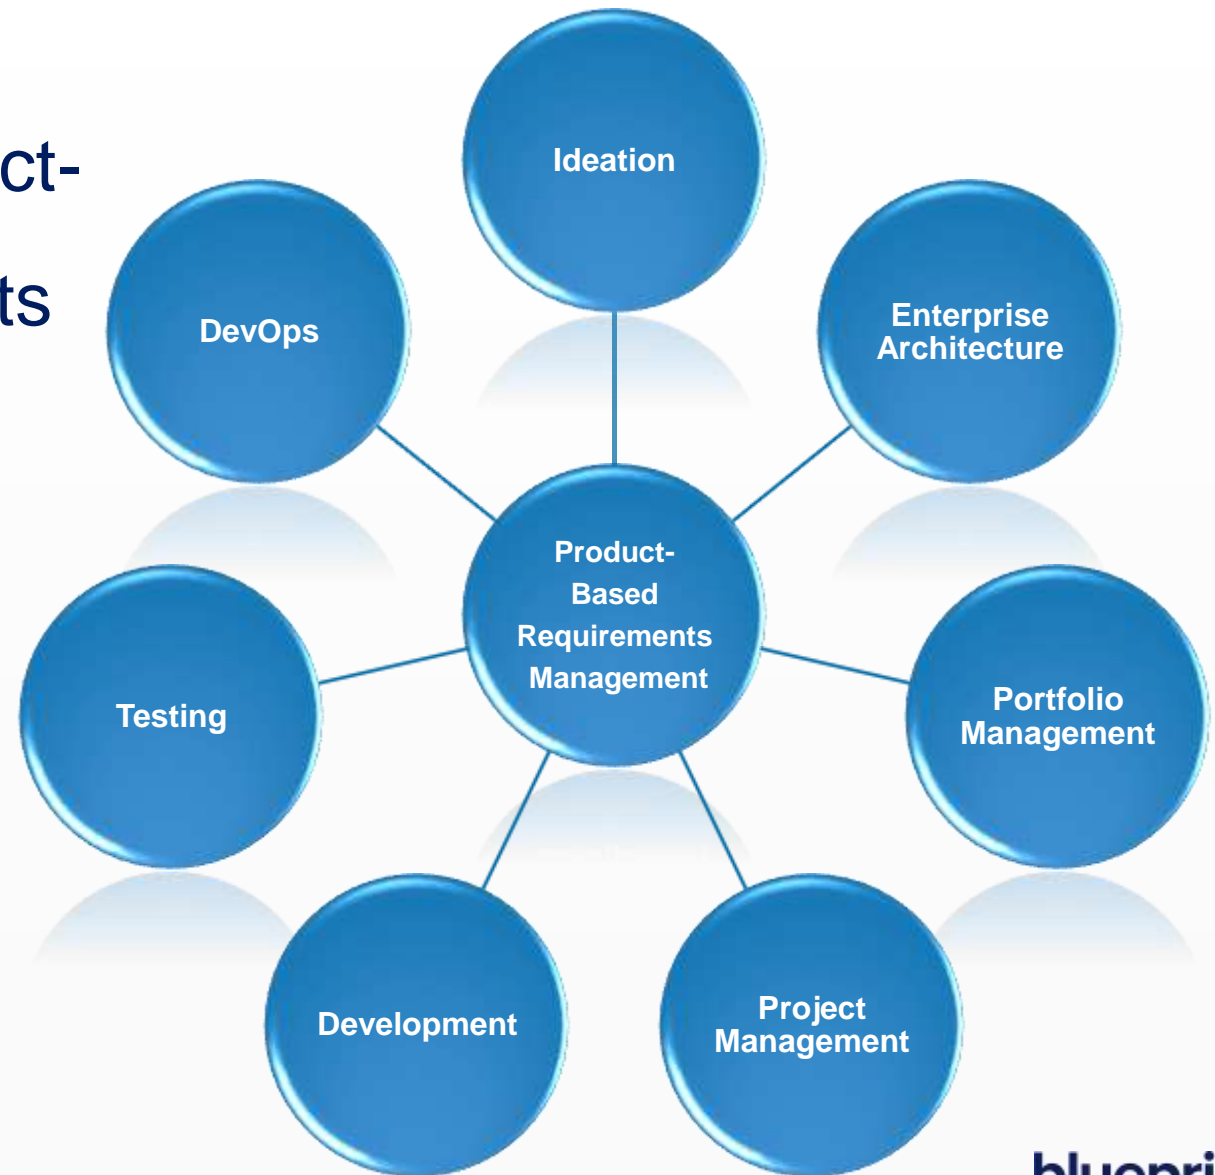 ct-
ts
Ideation
DevOps
Enterprise
Architecture
Product-
Based
Requirements
Management
Testing
Portfolio
Management
Development
Project
Management